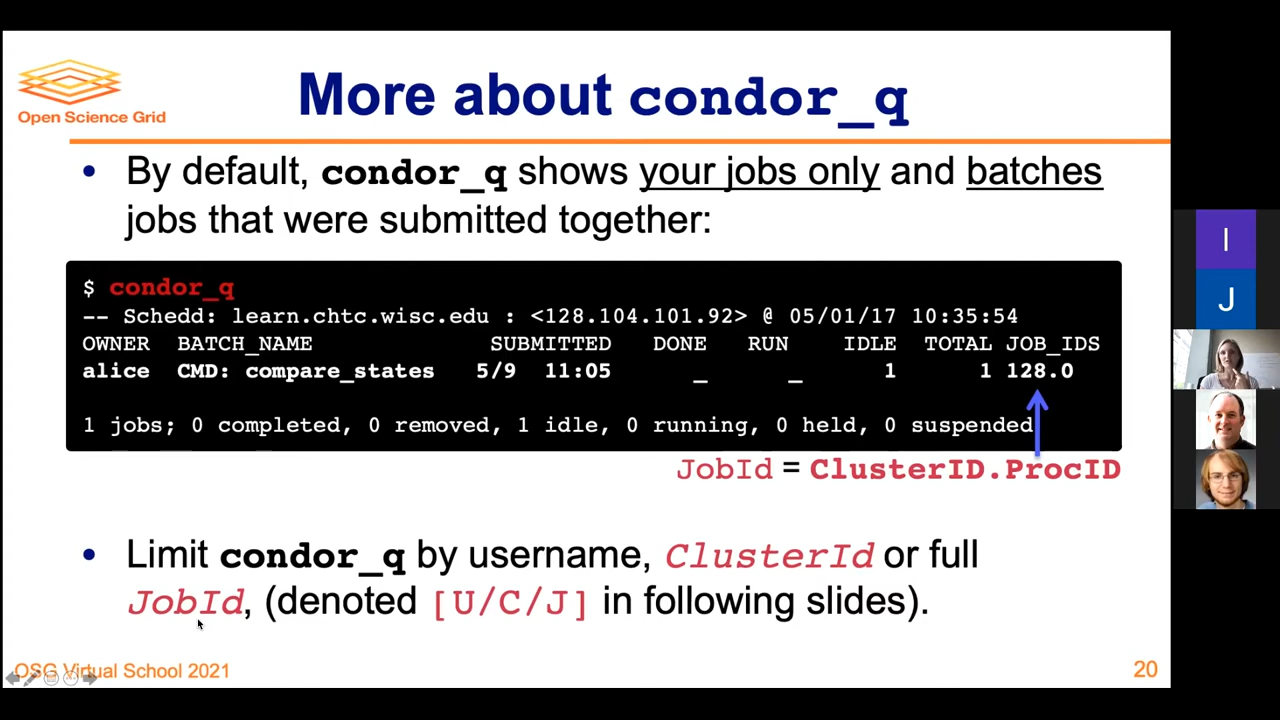 Open Science Grid
More about condor_q
• By default, condor_q shows your jobs only and batches
jobs that were submitted together:
$ condor_q
-- Schedd: learn.chtc.wisc.edu : <128.104.101.92> @ 05/01/17 10:35:54
OWNER BATCH_NAME SUBMITTED DONE RUN IDLE TOTAL JOB_IDS
alice CMD: compare_states 5/9 11:05 _ _ 1 1 128.0
1 jobs; 0 completed, 0 removed, 1 idle, 0 running, 0 held, 0 suspended
JobId = ClusterID.ProcID
• Limit condor_q by username, ClusterId or full
JobId, (denoted [U/C/J] in following slides).
OSG Virtual School 2021
20
I
J